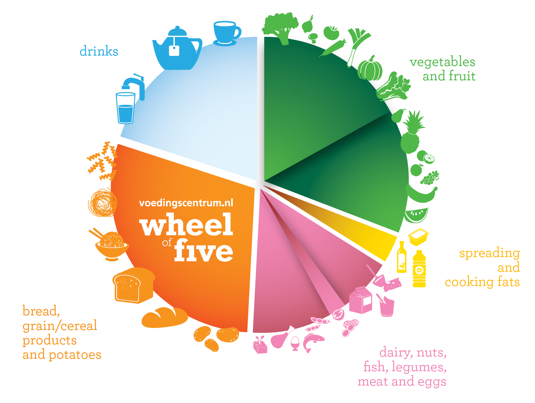 drinks
vegetables
and fruit
voedingscentrum.nl
wheel
of
five
spreading
and
cooking fats
bread,
grain/cereal
products
and potatoes
dairy, nuts,
fish, legumes,
meat and eggs